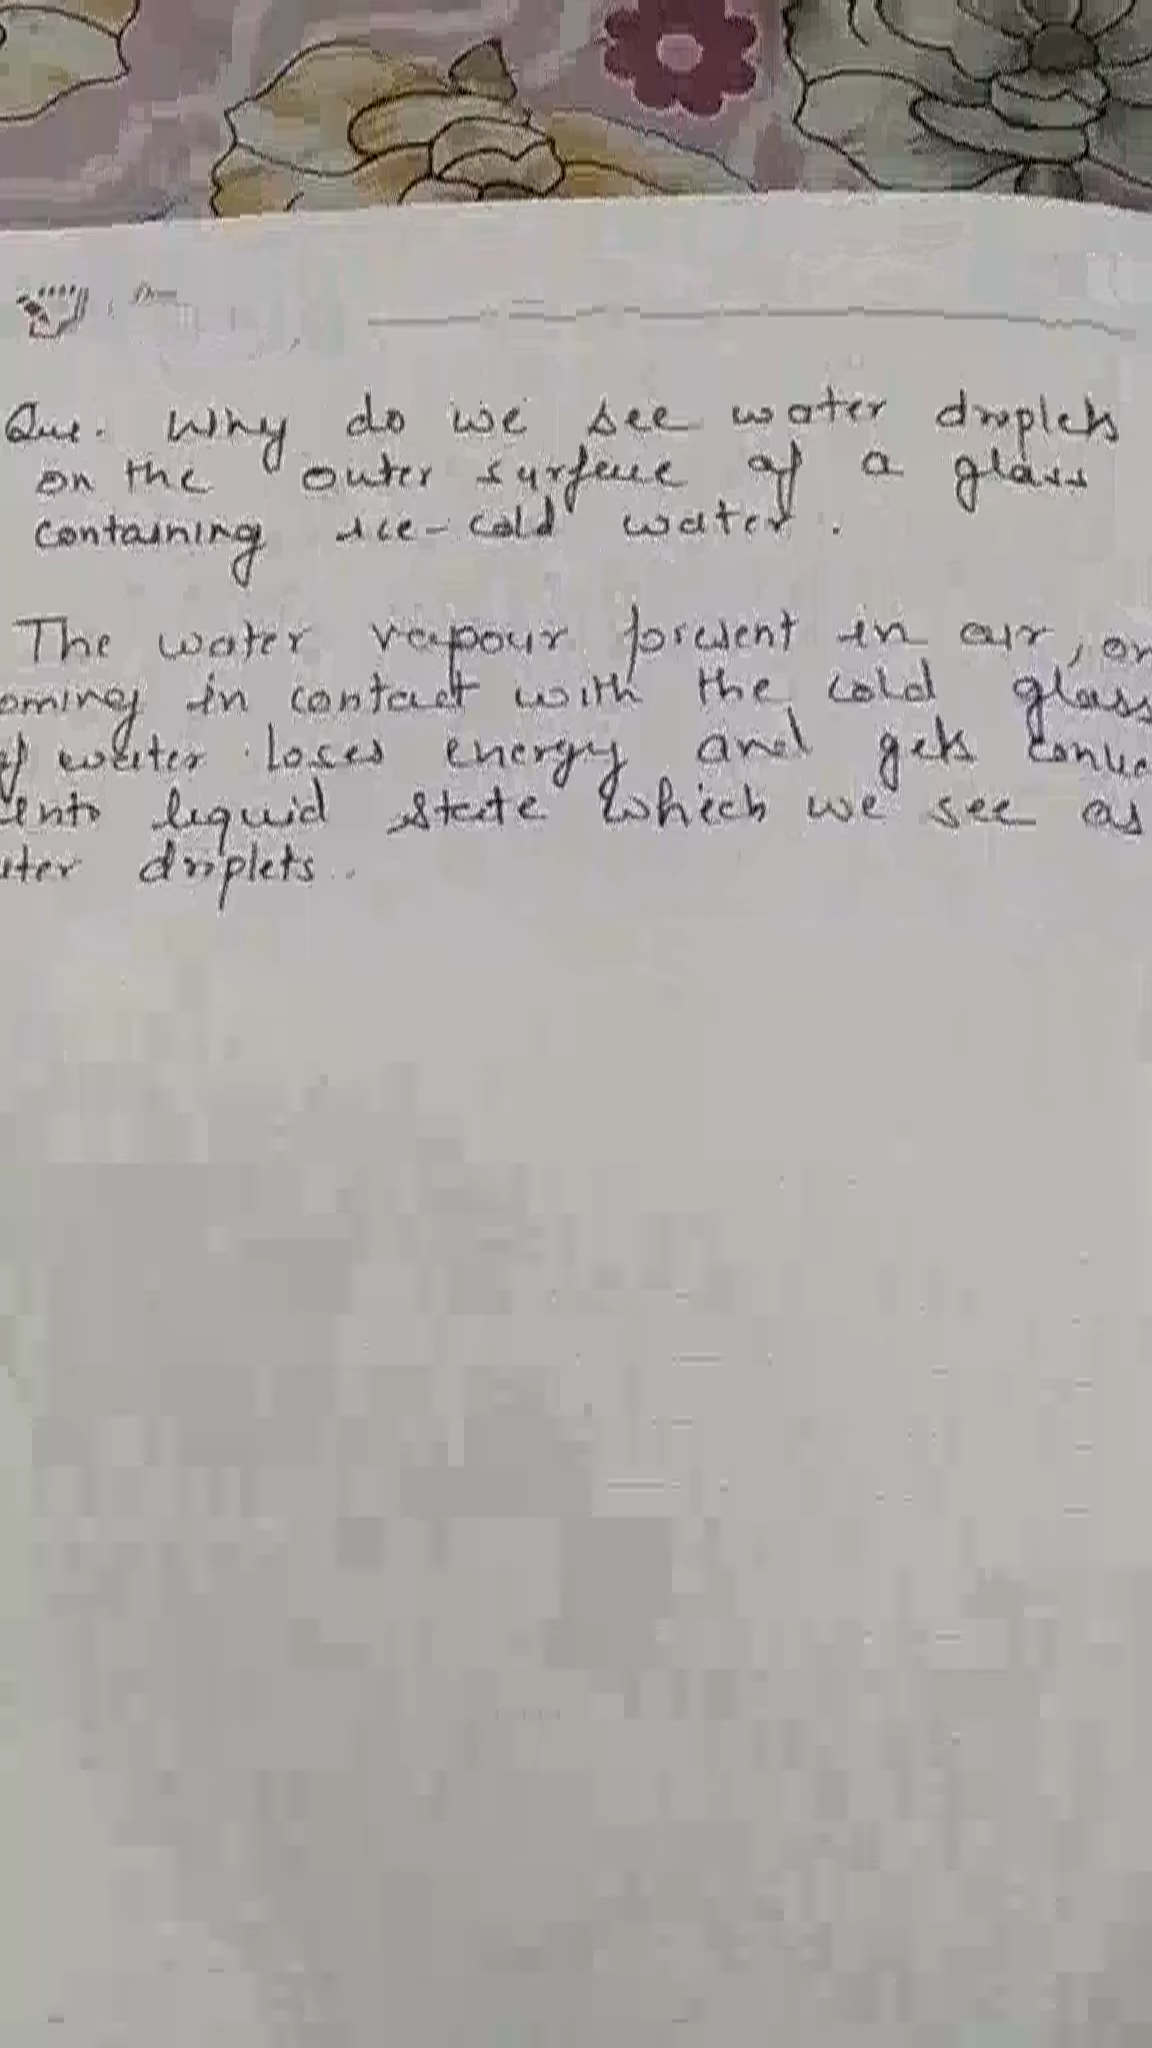 Que. Why do we see water droplets
on the outer surface of a glass
containing ice-cold water.
The water vapour present in air, on
oming in contact with the cold glass
of water loses energy and gets conve
into liquid state which we see as
ater droplets.